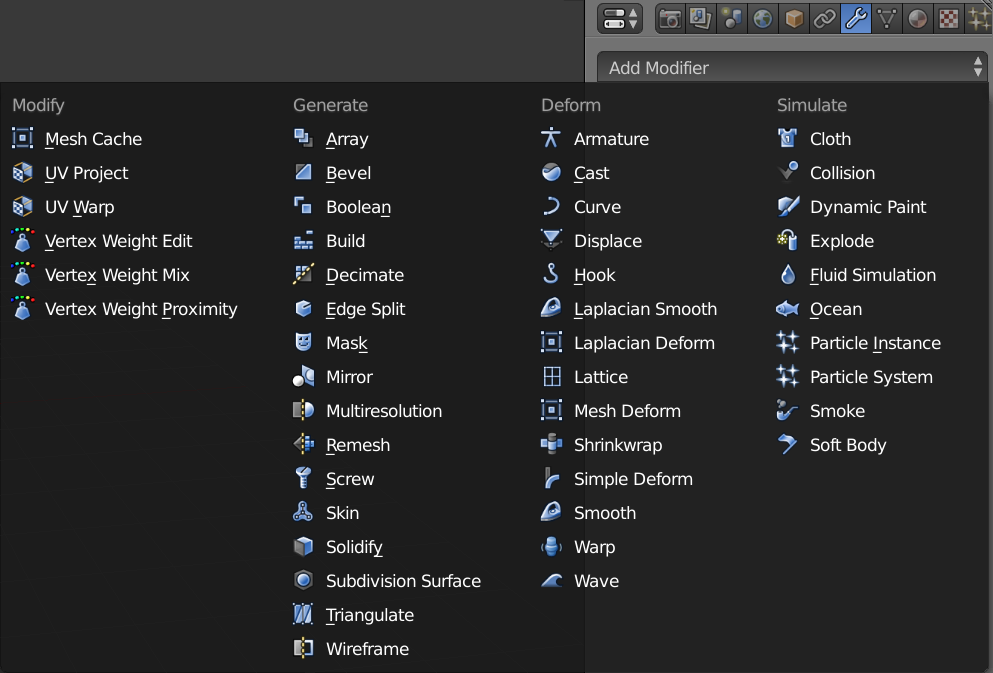 Add Modifier
Modify
Mesh Cache
UV Project
UV Warp
Vertex Weight Edit
Vertex Weight Mix
Vertex Weight Proximity
Generate
Array
Bevel
Boolean
Build
Decimate
Edge Split
Mask
Mirror
Multiresolution
Remesh
Screw
Skin
Solidify
Subdivision Surface
Triangulate
Wireframe
Deform
Armature
Cast
Curve
Displace
Hook
Laplacian Smooth
Laplacian Deform
Lattice
Mesh Deform
Shrinkwrap
Simple Deform
Smooth
Warp
Wave
Simulate
Cloth
Collision
Dynamic Paint
Explode
Fluid Simulation
Ocean
Particle Instance
Particle System
Smoke
Soft Body